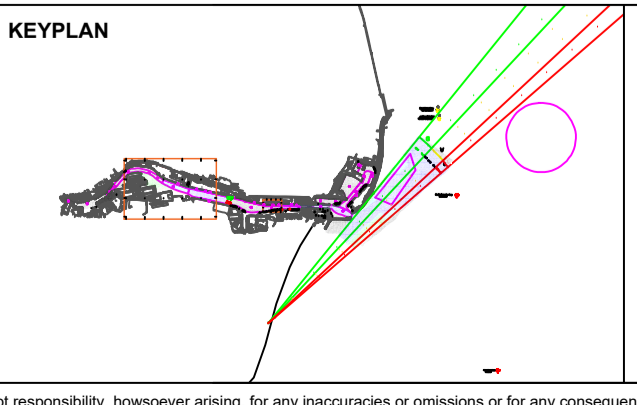 KEYPLAN
ot responsibility, howsoever arising, for any inaccuracies or omissions or for any consequen